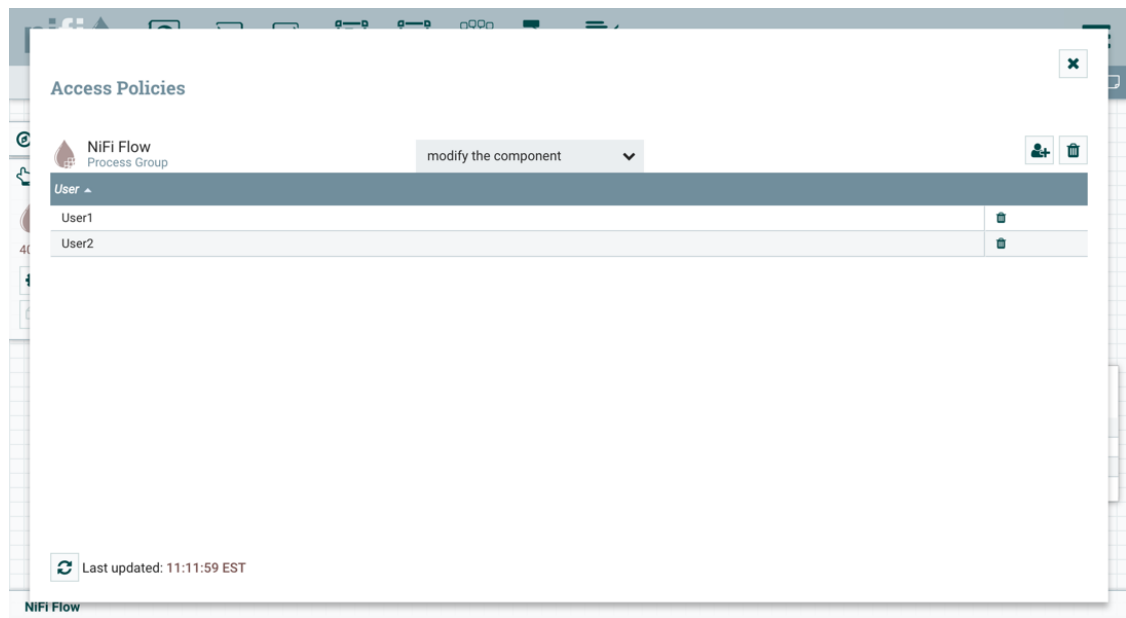 Access Policies
NiFi Flow
Process Group
modify the component
User
User1
User2
Last updated: 11:11:59 EST
NiFi Flow